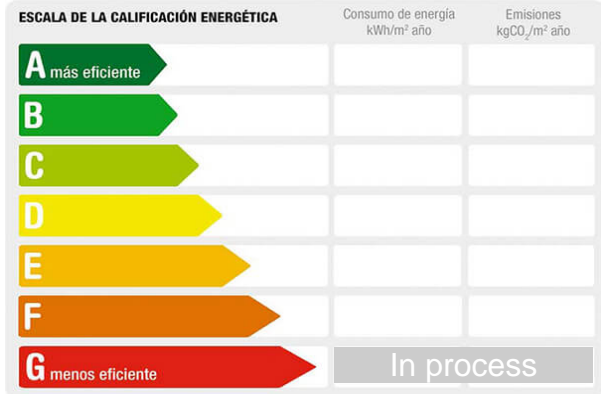 ESCALA DE LA CALIFICACIÓN ENERGÉTICA
Consumo de energía
kWh/m² año
Emisiones
kgCO₂/m² año
A más eficiente
B
C
D
E
F
G menos eficiente
In process